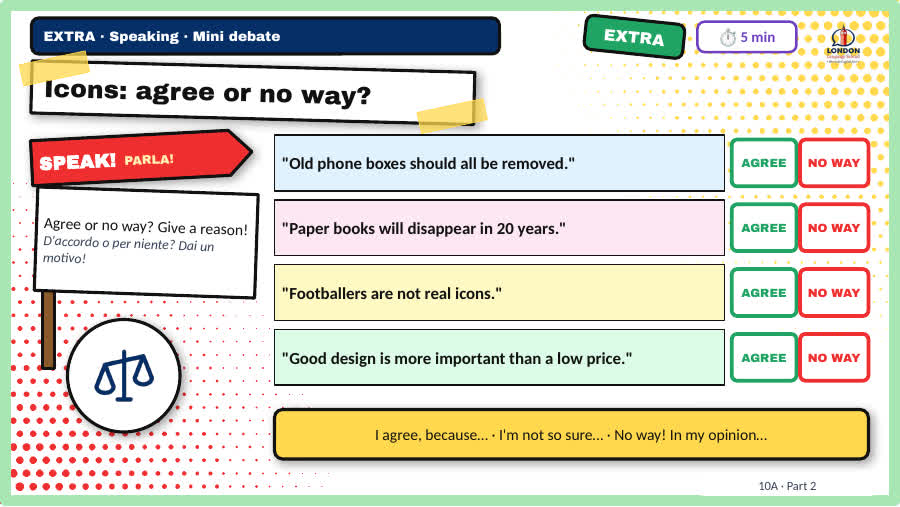 EXTRA · Speaking · Mini debate
EXTRA
5 min
LONDON
Icons: agree or no way?
SPEAK! PARLA!
Agree or no way? Give a reason!
D'accordo o per niente? Dai un
motivo!
"Old phone boxes should all be removed."
AGREE
NO WAY
"Paper books will disappear in 20 years."
AGREE
NO WAY
"Footballers are not real icons."
AGREE
NO WAY
"Good design is more important than a low price."
AGREE
NO WAY
I agree, because... · I'm not so sure... · No way! In my opinion...
10A · Part 2